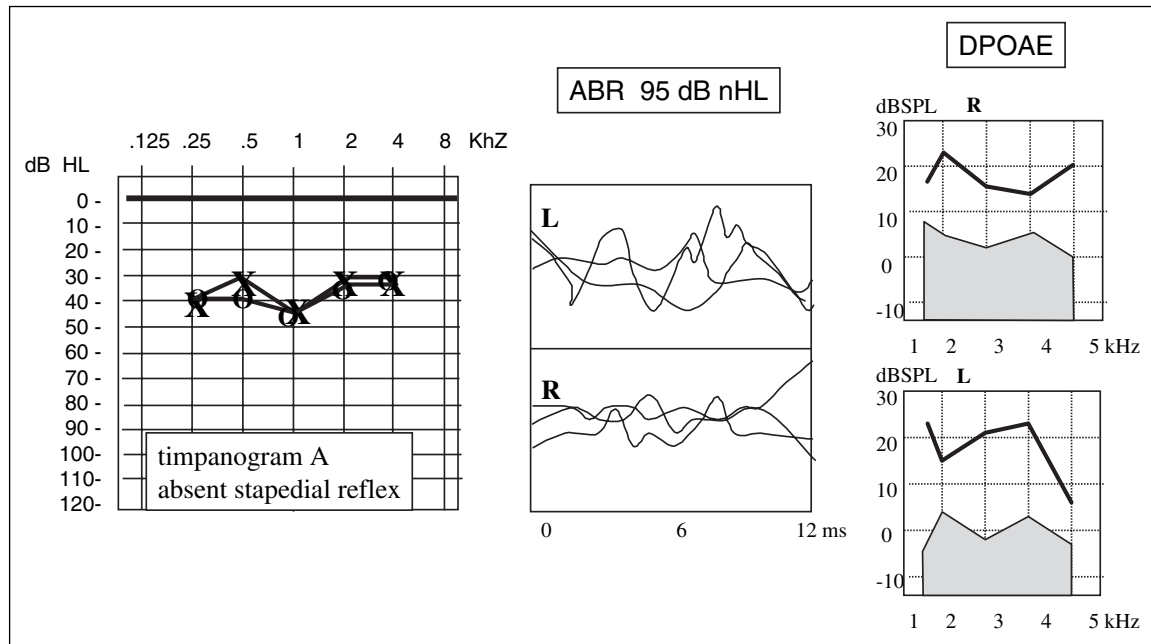 DPOAE
ABR 95 dB nHL
dBSPL R
30
20
10
0
-10
1 2 3 4 5 kHz
.125 .25 .5 1 2 4 8 KhZ
dB HL
0 -
10 -
20 -
30 -
40 -
50 -
60 -
70 -
80 -
90 -
100-
110-
120-
X O X O X O X O X O
timpanogram A
absent stapedial reflex
L
R
0 6 12 ms
dBSPL L
30
20
10
0
-10
1 2 3 4 5 kHz